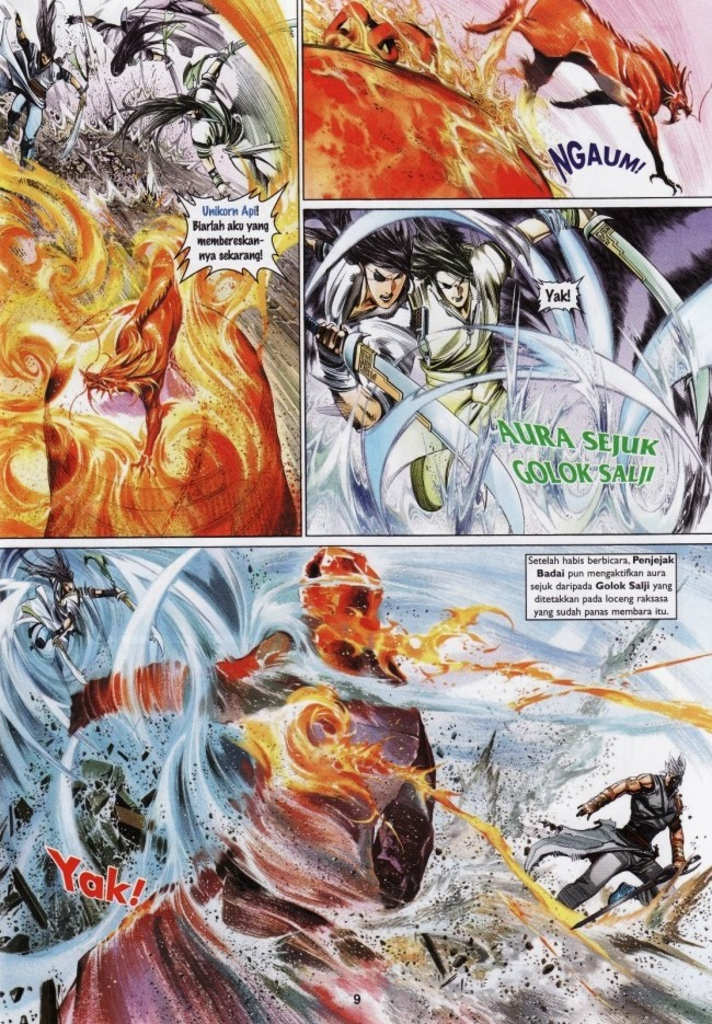 Unikorn Api!
Biarlah aku yang
membereskan-
nya sekarang!
NGAUM!
Yak!
AURA SEJUK
GOLOK SALJI
Setelah habis berbicara, Penjejak
Badai pun mengaktifkan aura
sejuk daripada Golok Salji yang
ditetakkan pada loceng raksasa
yang sudah panas membara itu.
Yak!
9